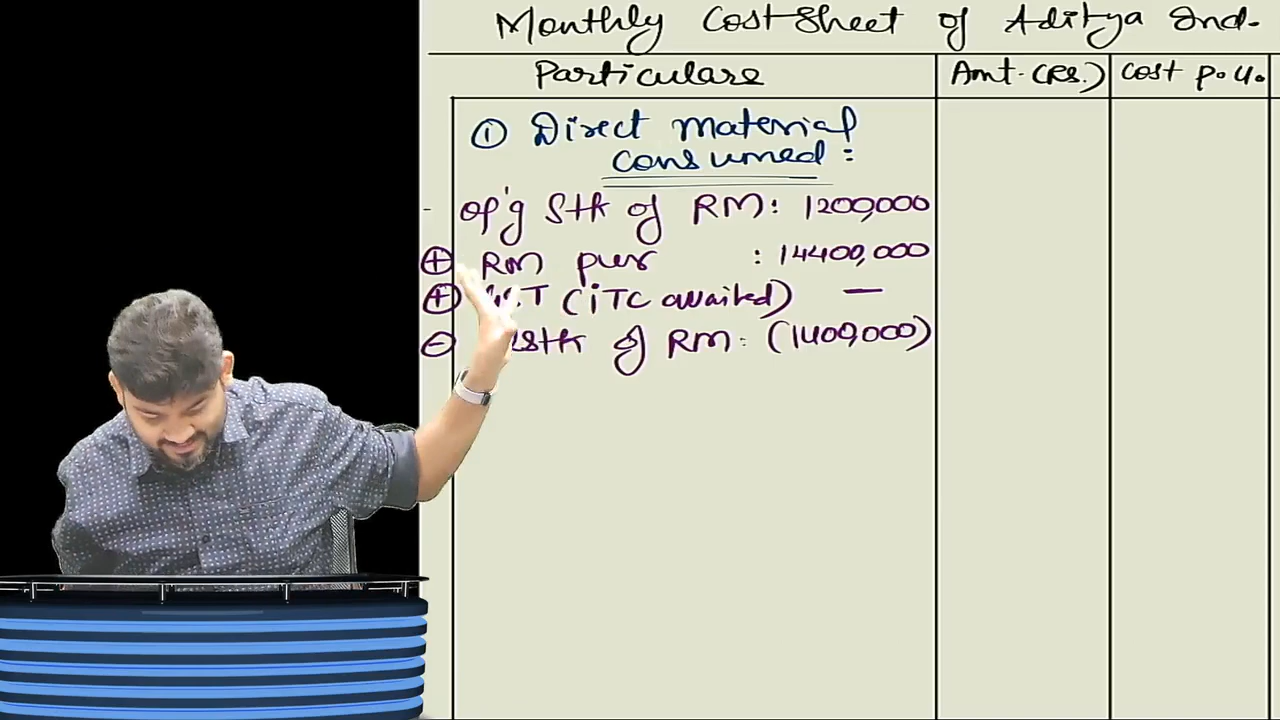 Monthly Cost Sheet of Aditya Ind.
Particulars Amt. (Rs.) Cost p.u.
① Direct Material
consumed :
op'g Stk of RM: 1200,000
⊕ RM pur : 14400,000
⊕ (ITC awaited) —
⊖ Stk of RM: (1400,000)